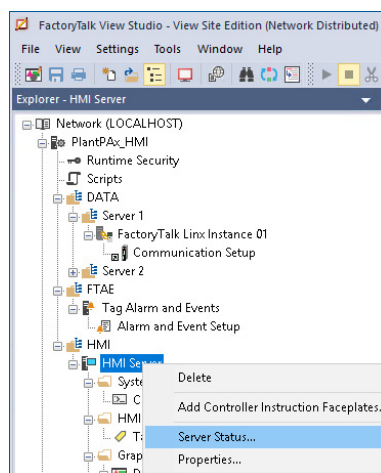 FactoryTalk View Studio - View Site Edition (Network Distributed)
File View Settings Tools Window Help
Explorer - HMI Server
Network (LOCALHOST)
PlantPAx_HMI
Runtime Security
Scripts
DATA
Server 1
FactoryTalk Linx Instance 01
Communication Setup
Server 2
FTAE
Tag Alarm and Events
Alarm and Event Setup
HMI
HMI Server
Delete
Add Controller Instruction Faceplates.
Server Status...
HMI
Properties...